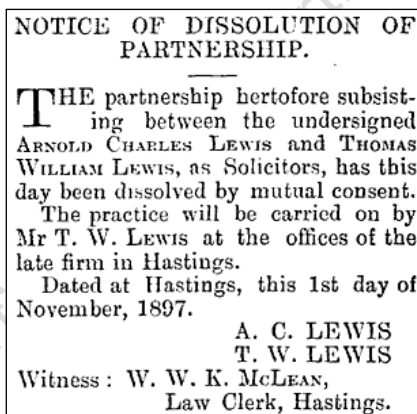 NOTICE OF DISSOLUTION OF
PARTNERSHIP.
THE partnership hertofore subsist-
ing between the undersigned
ARNOLD CHARLES LEWIS and THOMAS
WILLIAM LEWIS, as Solicitors, has this
day been dissolved by mutual consent.
The practice will be carried on by
Mr T. W. LEWIS at the offices of the
late firm in Hastings.
Dated at Hastings, this 1st day of
November, 1897.
A. C. LEWIS
T. W. LEWIS
Witness : W. W. K. MCLEAN,
Law Clerk, Hastings.